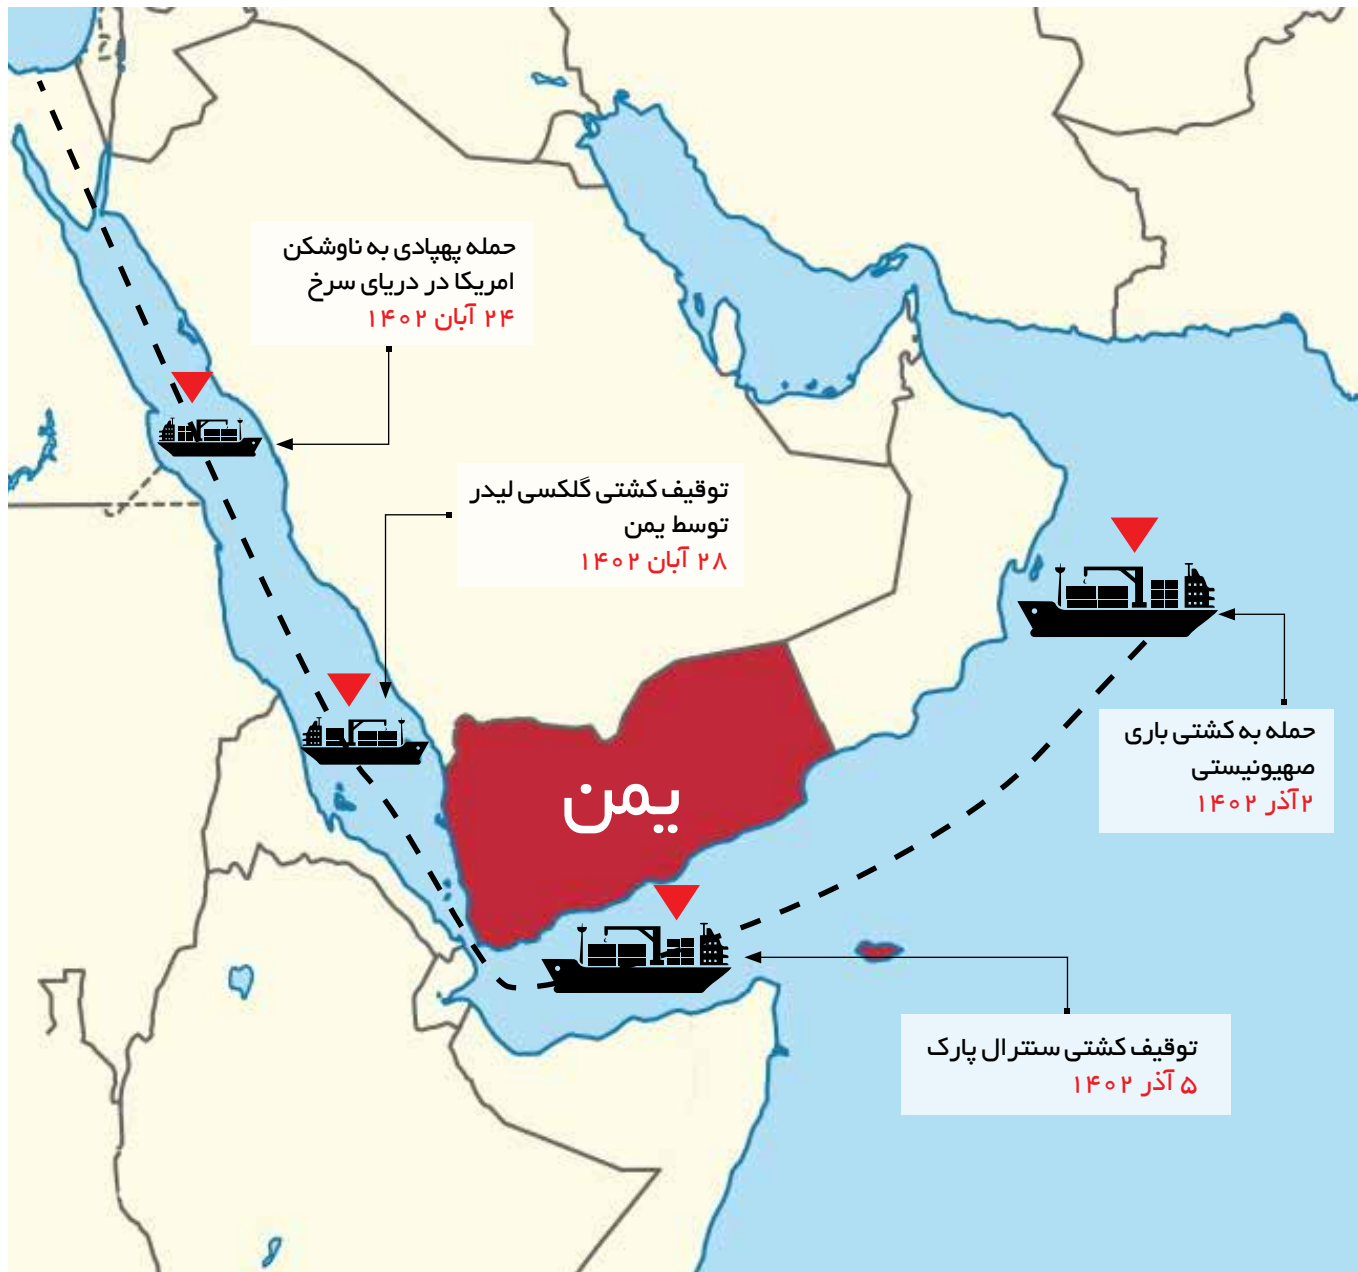 حمله پهپادی به ناوشکن
امریکا در دریای سرخ
۲۴ آبان ۱۴۰۲
توقیف کشتی گلکسی لیدر
توسط یمن
۲۸ آبان ۱۴۰۲
حمله به کشتی باری
صهیونیستی
۲ آذر ۱۴۰۲
یمن
توقیف کشتی سنترال پارک
۵ آذر ۱۴۰۲